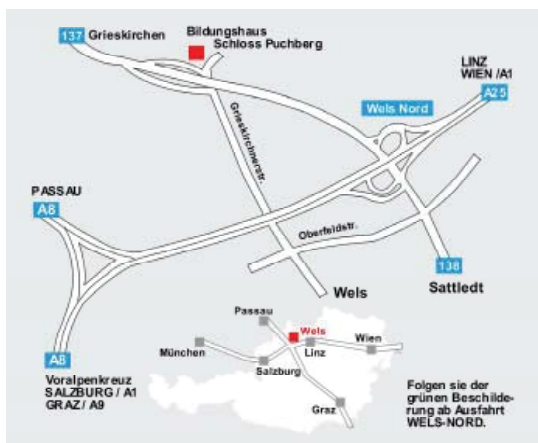 137 Grieskirchen
Bildungshaus
Schloss Puchberg
LINZ
WIEN /A1
A25
Wels Nord
Grieskirchnerstr.
PASSAU
A8
Oberfeldstr.
138
Sattledt
Wels
Passau
Wels
Wien
München
Linz
Salzburg
Graz
A8
Voralpenkreuz
SALZBURG / A1
GRAZ / A9
Folgen sie der
grünen Beschilde-
rung ab Ausfahrt
WELS-NORD.